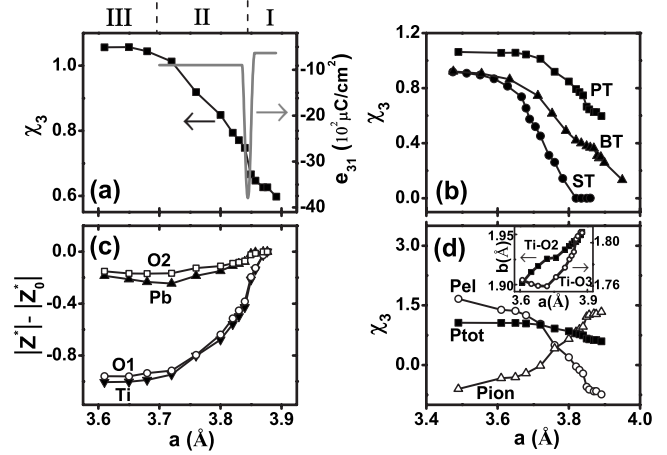 III II I
1.0
0.8
0.6
χ3
(a)
-10
-20
-30
-40
e31 (10² μC/cm²)
1.2
0.8
0.4
0.0
χ3
PT
BT
ST
(b)
(c)
0.0
-0.4
-0.8
|Z*| - |Z*0|
O2
Pb
O1
Ti
3.6 3.7 3.8 3.9
a (Å)
(d)
3.0
1.5
0.0
χ3
Pel
Ptot
Pion
1.95
1.90
b(Å)
Ti-O2
Ti-O3
1.80
1.76
3.6 3.9
a(Å)
3.4 3.6 3.8 4.0
a (Å)